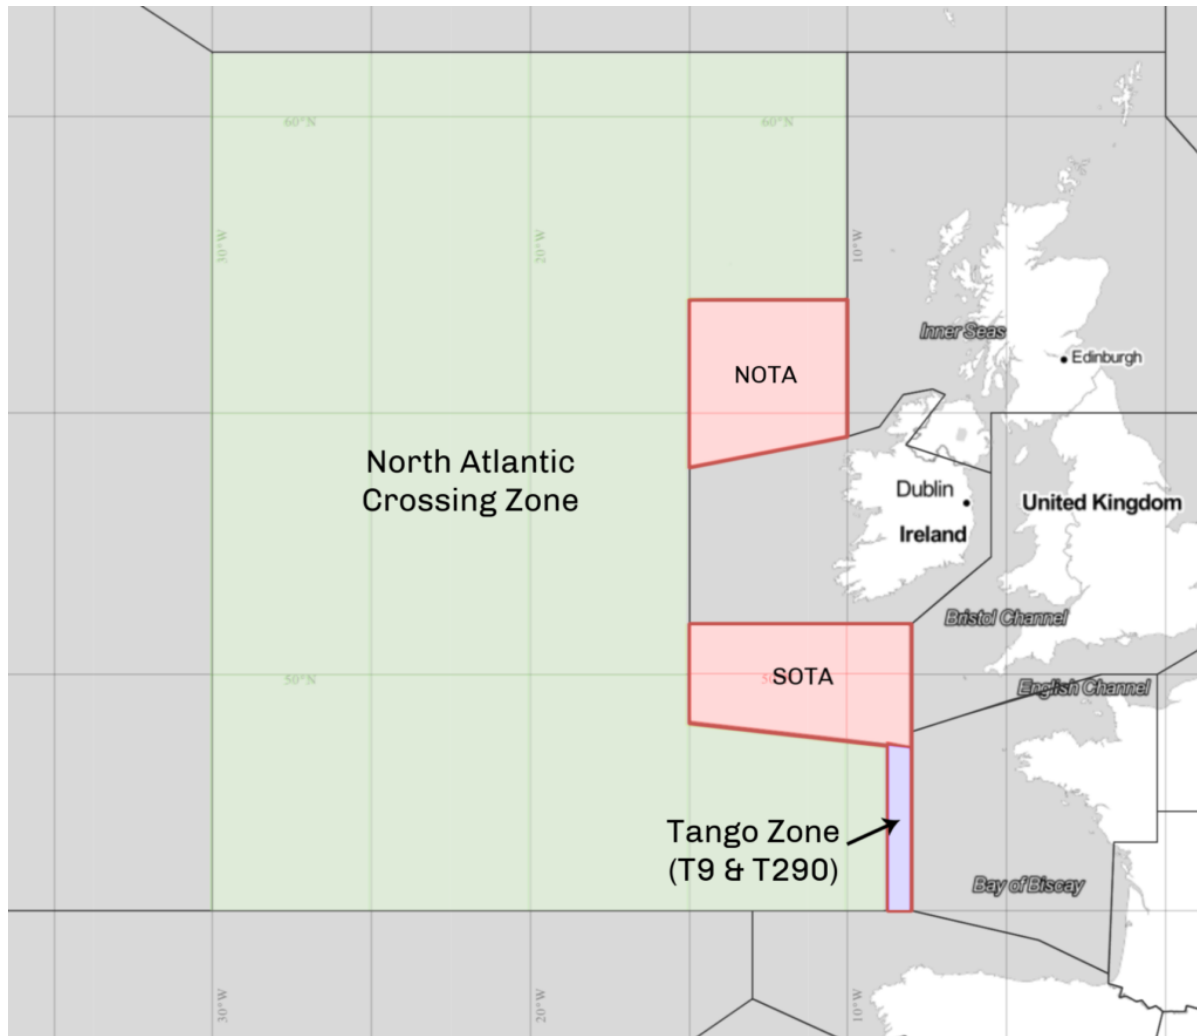 60°N
60°N
30°W
20°W
10°W
Inner Seas
Edinburgh
NOTA
North Atlantic
Crossing Zone
Dublin
United Kingdom
Ireland
Bristol Channel
50°N
SOTA
English Channel
Tango Zone
(T9 & T290)
Bay of Biscay
30°W
20°W
10°W